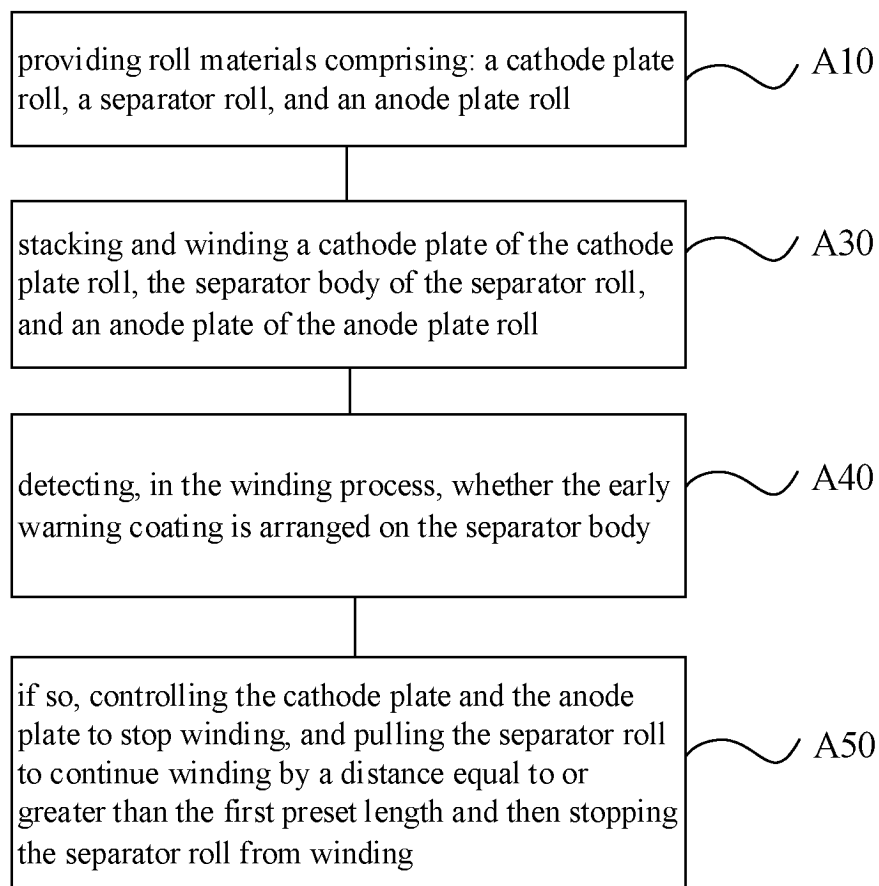 providing roll materials comprising: a cathode plate
roll, a separator roll, and an anode plate roll
A10
stacking and winding a cathode plate of the cathode
plate roll, the separator body of the separator roll,
and an anode plate of the anode plate roll
A30
detecting, in the winding process, whether the early
warning coating is arranged on the separator body
A40
if so, controlling the cathode plate and the anode
plate to stop winding, and pulling the separator roll
to continue winding by a distance equal to or
greater than the first preset length and then stopping
the separator roll from winding
A50